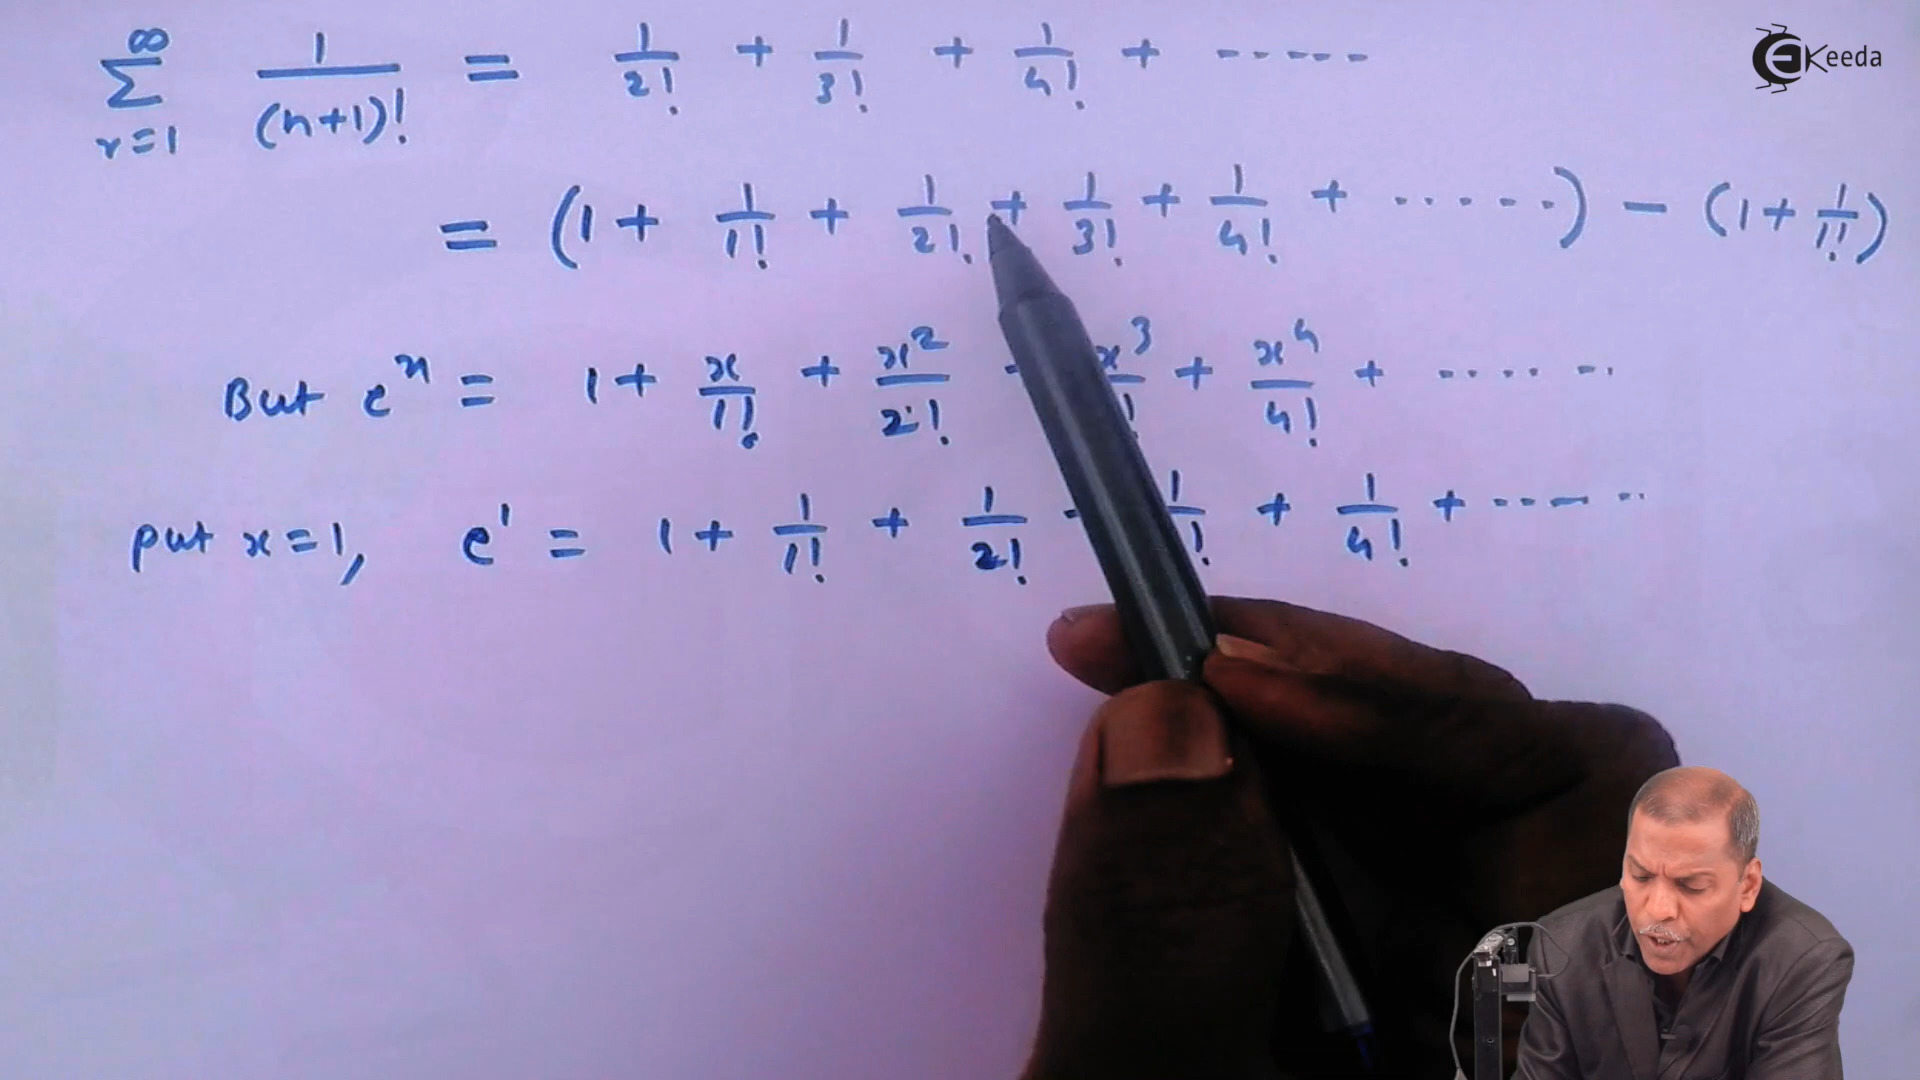 EKeeda
∞ Σ r=1 1/(n+1)! = 1/2! + 1/3! + 1/4! + .....
= (1 + 1/1! + 1/2! + 1/3! + 1/4! + ......) - (1 + 1/1!)
But e^x = 1 + x/1! + x²/2! + x³/! + x⁴/4! + ......
put x = 1, e¹ = 1 + 1/1! + 1/2! + 1/! + 1/4! + ......